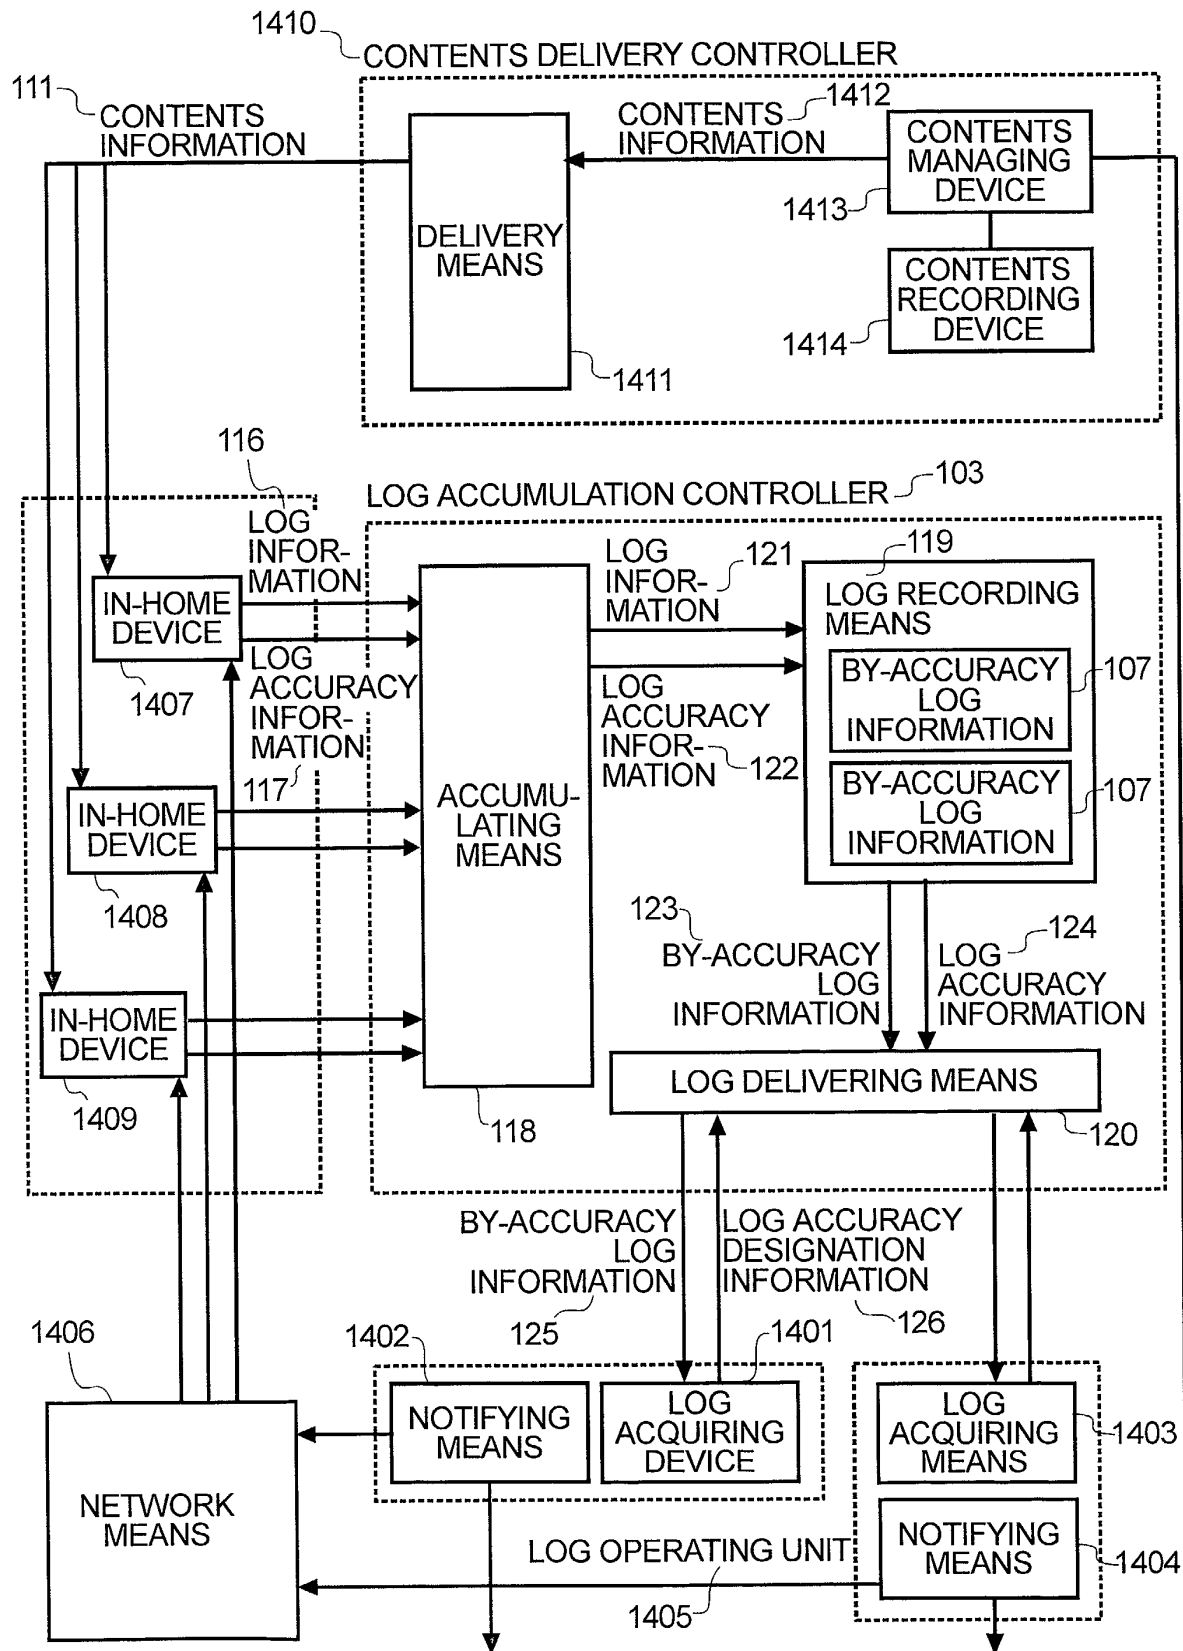 1410
CONTENTS DELIVERY CONTROLLER
111
CONTENTS
INFORMATION
CONTENTS
INFORMATION
1412
DELIVERY
MEANS
1411
CONTENTS
MANAGING
DEVICE
1413
CONTENTS
RECORDING
DEVICE
1414
116
LOG
INFOR-
MATION
LOG ACCUMULATION CONTROLLER
103
IN-HOME
DEVICE
1407
LOG
ACCURACY
INFOR-
MATION
117
IN-HOME
DEVICE
1408
IN-HOME
DEVICE
1409
ACCUMU-
LATING
MEANS
118
LOG
INFOR-
MATION
121
LOG
ACCURACY
INFOR-
MATION
122
119
LOG RECORDING
MEANS
BY-ACCURACY
LOG
INFORMATION
107
BY-ACCURACY
LOG
INFORMATION
107
123
BY-ACCURACY
LOG
INFORMATION
124
LOG
ACCURACY
INFORMATION
LOG DELIVERING MEANS
120
BY-ACCURACY
LOG
INFORMATION
125
LOG ACCURACY
DESIGNATION
INFORMATION
126
1406
NETWORK
MEANS
1402
NOTIFYING
MEANS
1401
LOG
ACQUIRING
DEVICE
LOG
ACQUIRING
MEANS
1403
LOG OPERATING UNIT
1405
NOTIFYING
MEANS
1404